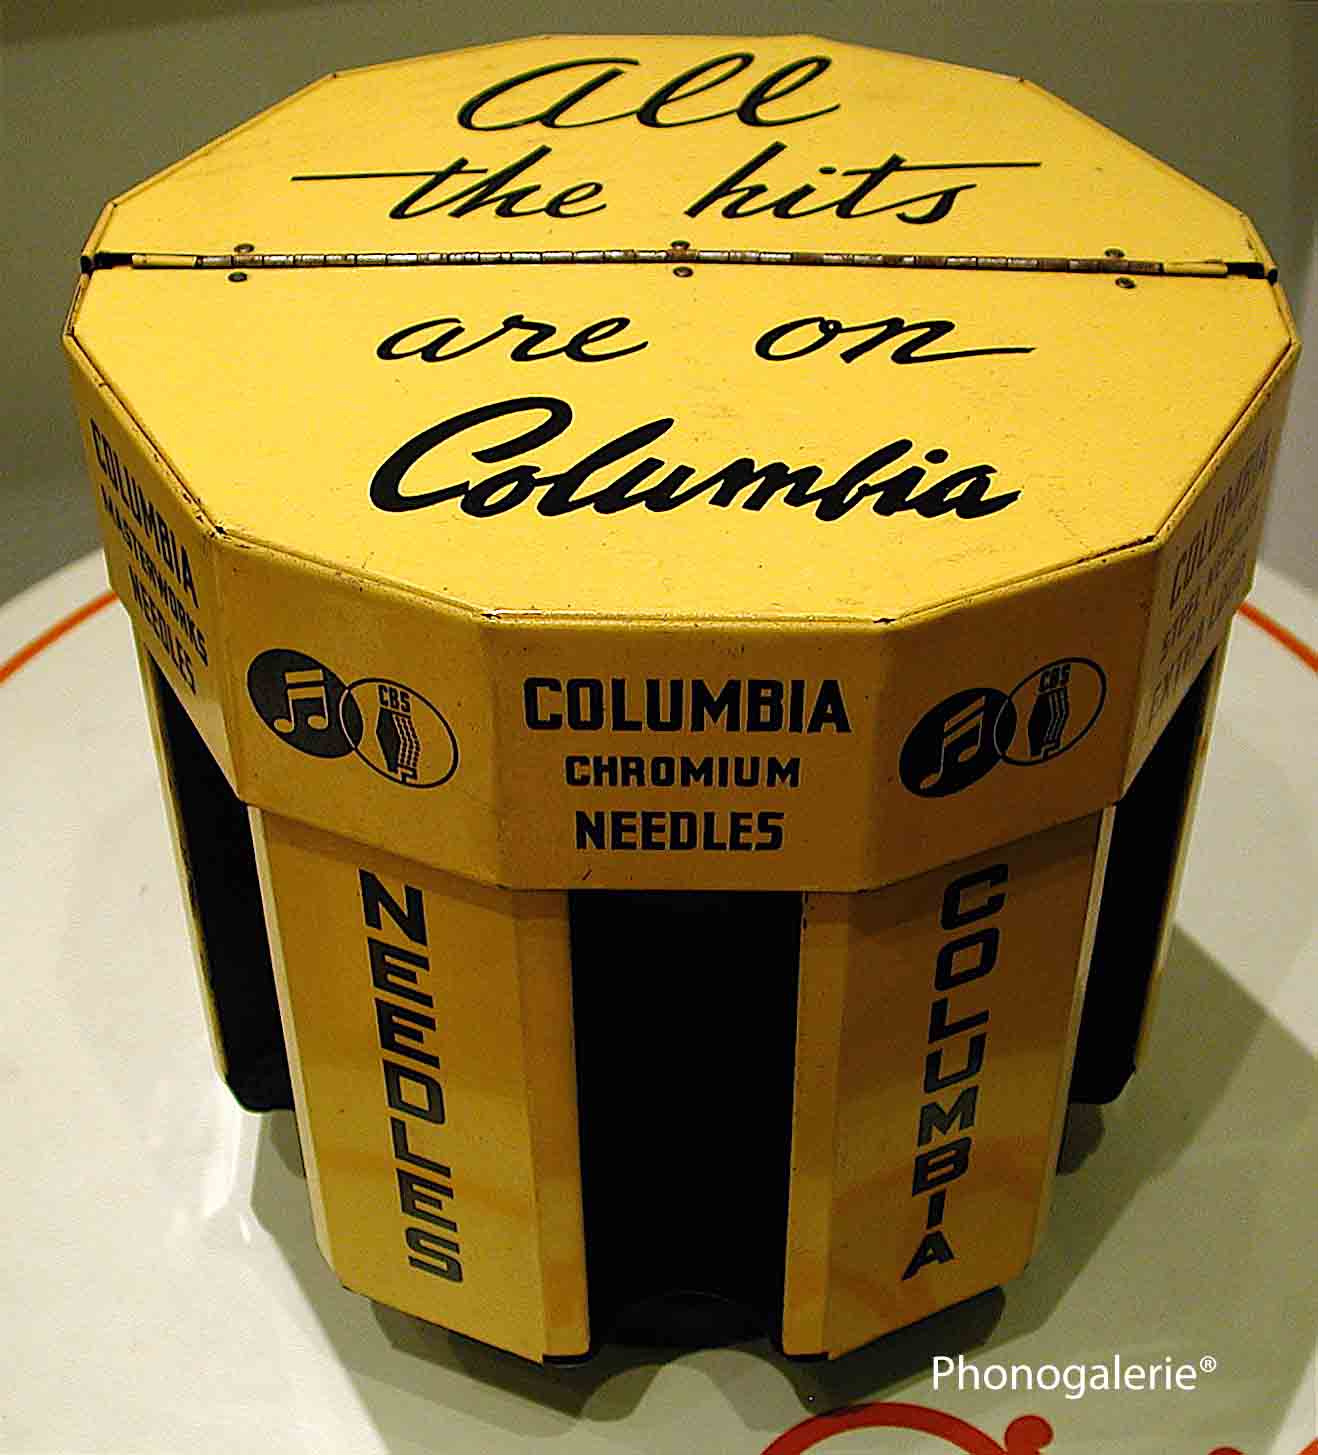 All
the hits
are on
Columbia
COLUMBIA
MASTERWORKS
NEEDLES
CBS
COLUMBIA
CHROMIUM
NEEDLES
CBS
COLUMBIA
NEEDLES
COLUMBIA
Phonogalerie®